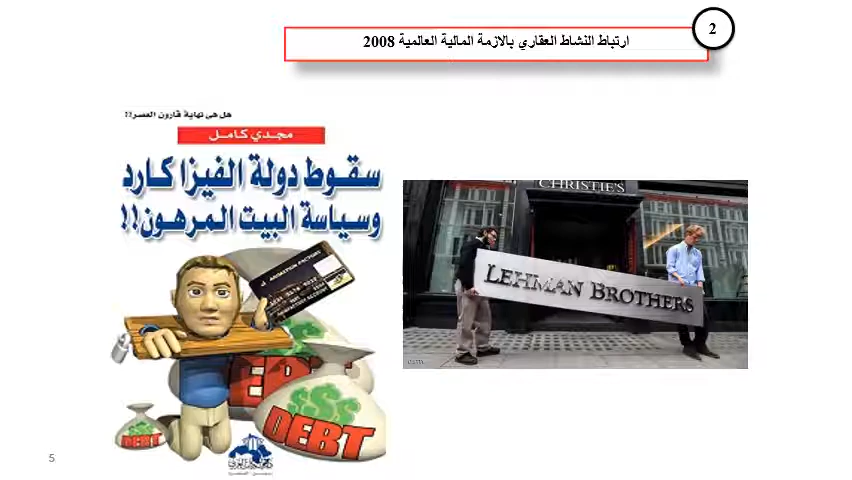 2
ارتباط النشاط العقاري بالازمة المالية العالمية 2008
هل هى نهاية قارون العصر!!
مجدي كامل
سقوط دولة الفيزا كارد
وسياسة البيت المرهون!!
DEBT
DEBT
CHRISTIE'S
LEHMAN BROTHERS
5